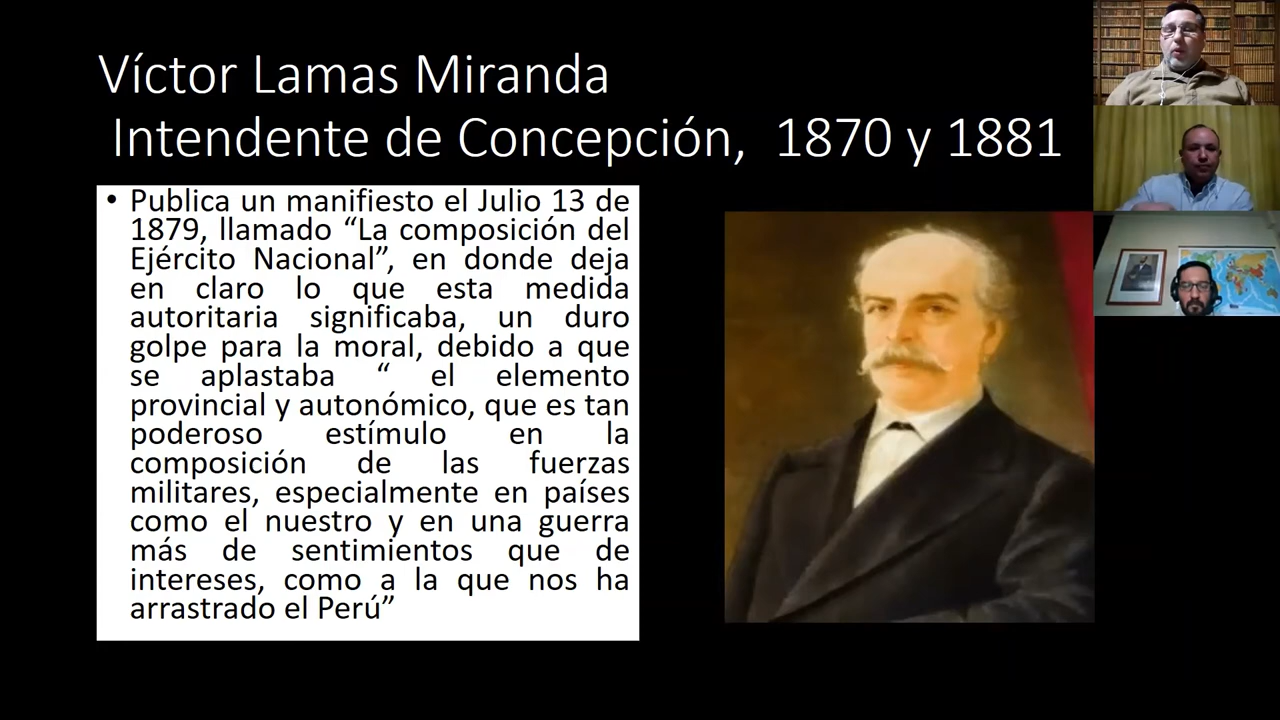 Víctor Lamas Miranda
Intendente de Concepción, 1870 y 1881
• Publica un manifiesto el Julio 13 de
1879, llamado “La composición del
Ejército Nacional”, en donde deja
en claro lo que esta medida
autoritaria significaba, un duro
golpe para la moral, debido a que
se aplastaba “ el elemento
provincial y autonómico, que es tan
poderoso estímulo en la
composición de las fuerzas
militares, especialmente en países
como el nuestro y en una guerra
más de sentimientos que de
intereses, como a la que nos ha
arrastrado el Perú”